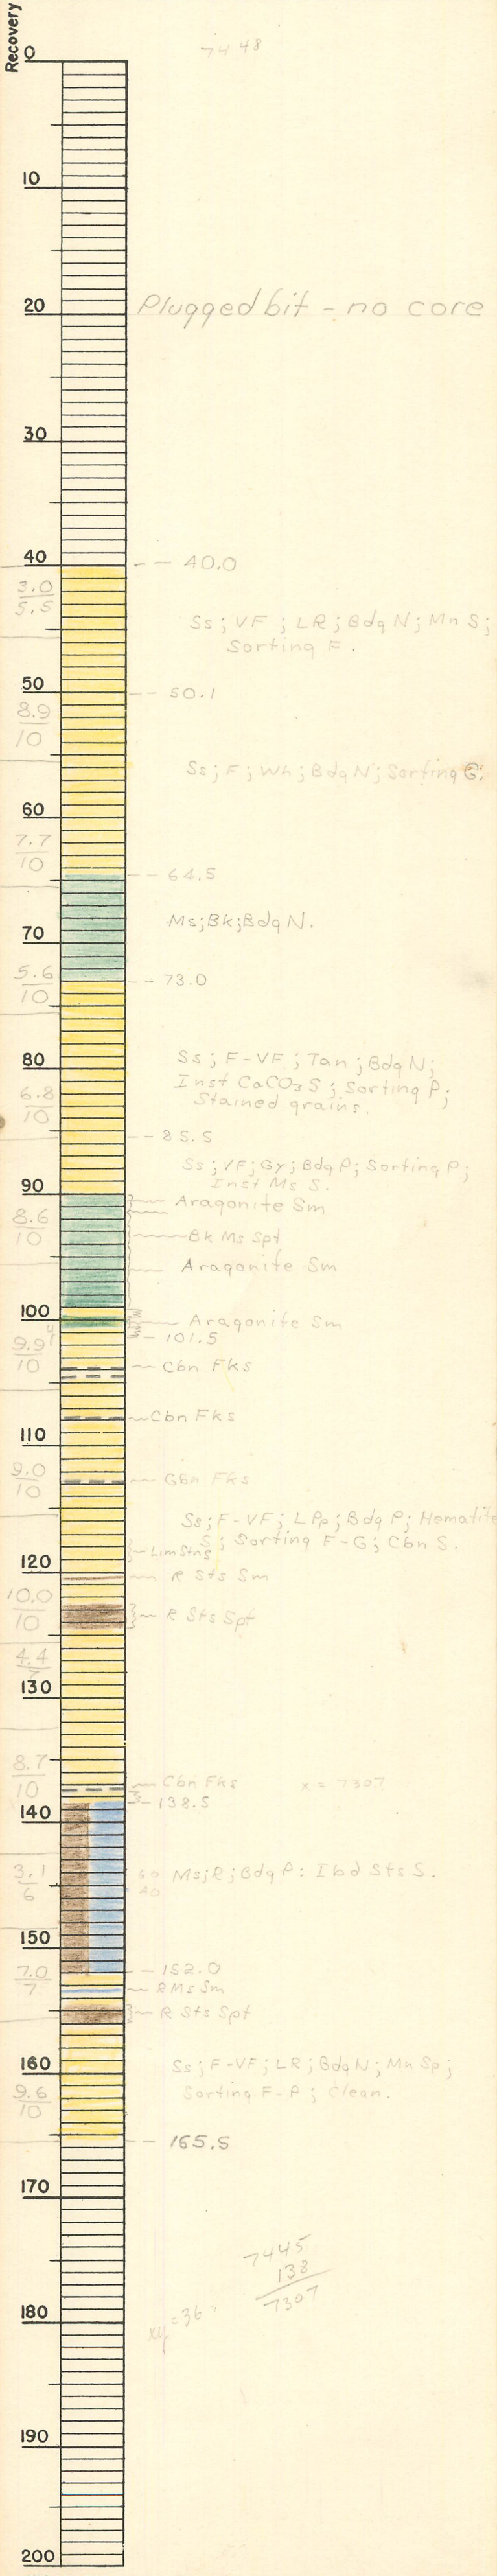 Recovery
7448
0
10
Plugged bit - no core
20
30
40
-- 40.0
3.0
5.5
Ss; VF; LR; Bdg N; Mn S;
Sorting F.
50
-- 50.1
8.9
10
Ss; F; Wh; Bdg N; Sorting G;
60
7.7
10
-- 64.5
Ms; Bk; Bdg N.
70
5.6
10
-- 73.0
Ss; F-VF; Tan; Bdg N;
80
Inst CaCO3 S; Sorting P;
Stained grains.
6.8
10
-- 85.5
Ss; VF; Gy; Bdg P; Sorting P;
Inst Ms S.
90
Aragonite Sm
8.6
10
Bk Ms Spt
Aragonite Sm
100
Aragonite Sm
-- 101.5
9.9
10
Cbn Fks
Cbn Fks
110
9.0
10
Cbn Fks
Ss; F-VF; LPp; Bdg P; Hematite
S; Sorting F-G; Cbn S.
Lim Stns
120
R Sts Sm
10.0
10
R Sts Spt
4.4
7
130
8.7
10
Cbn Fks
x = 7307
-- 138.5
140
3.1
6
60
40
Ms; R; Bdg P: Ibd Sts S.
150
-- 152.0
7.0
7
R Ms Sm
R Sts Spt
160
Ss; F-VF; LR; Bdg N; Mn Sp;
Sorting F-P; Clean.
9.6
10
-- 165.5
170
7445
138
7307
180
xy = 36
190
200